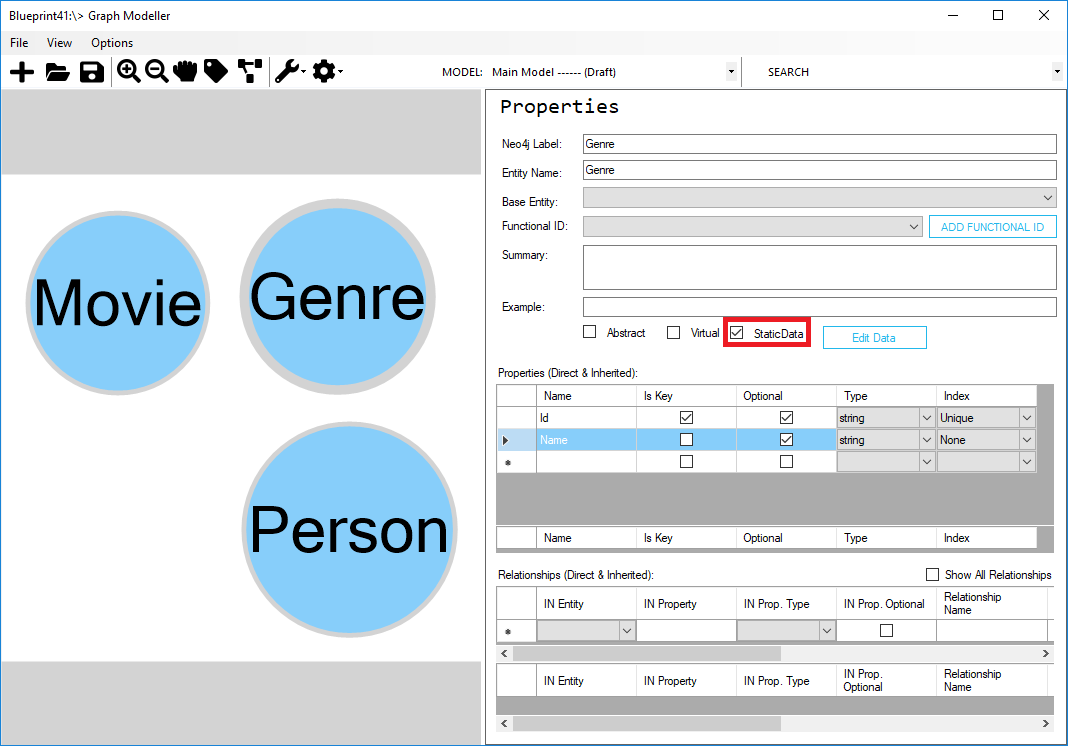 Blueprint41:\> Graph Modeller
File View Options
MODEL: Main Model ------ (Draft) SEARCH
Movie
Genre
Person
Properties
Neo4j Label: Genre
Entity Name: Genre
Base Entity:
Functional ID: ADD FUNCTIONAL ID
Summary:
Example:
Abstract Virtual StaticData Edit Data
Properties (Direct & Inherited):
Name Is Key Optional Type Index
Id string Unique
Name string None
Name Is Key Optional Type Index
Relationships (Direct & Inherited): Show All Relationships
IN Entity IN Property IN Prop. Type IN Prop. Optional Relationship Name
IN Entity IN Property IN Prop. Type IN Prop. Optional Relationship Name